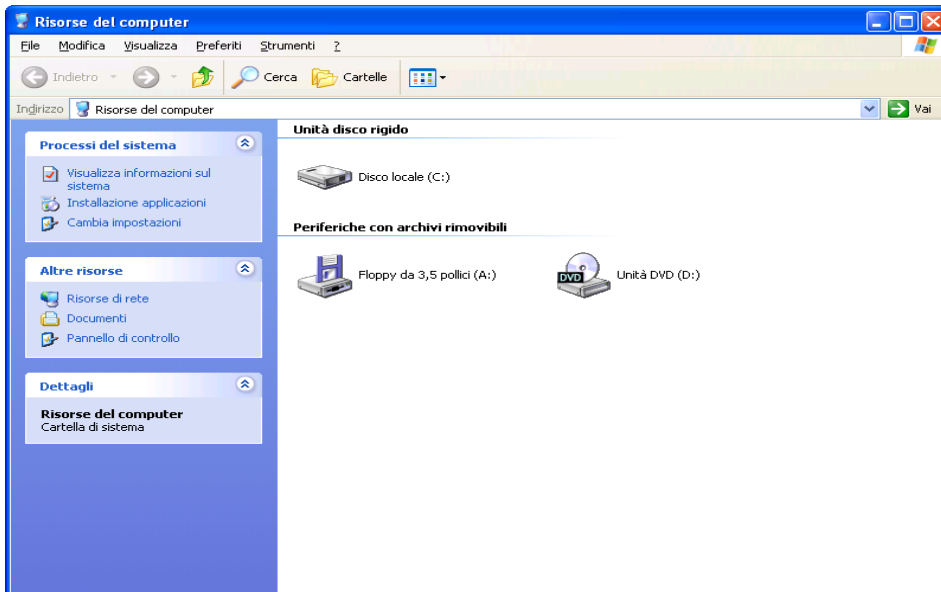 Risorse del computer
File Modifica Visualizza Preferiti Strumenti ?
Indietro Cerca Cartelle
Indirizzo Risorse del computer Vai
Processi del sistema
Visualizza informazioni sul
sistema
Installazione applicazioni
Cambia impostazioni
Altre risorse
Risorse di rete
Documenti
Pannello di controllo
Dettagli
Risorse del computer
Cartella di sistema
Unità disco rigido
Disco locale (C:)
Periferiche con archivi rimovibili
Floppy da 3,5 pollici (A:)
DVD
Unità DVD (D:)